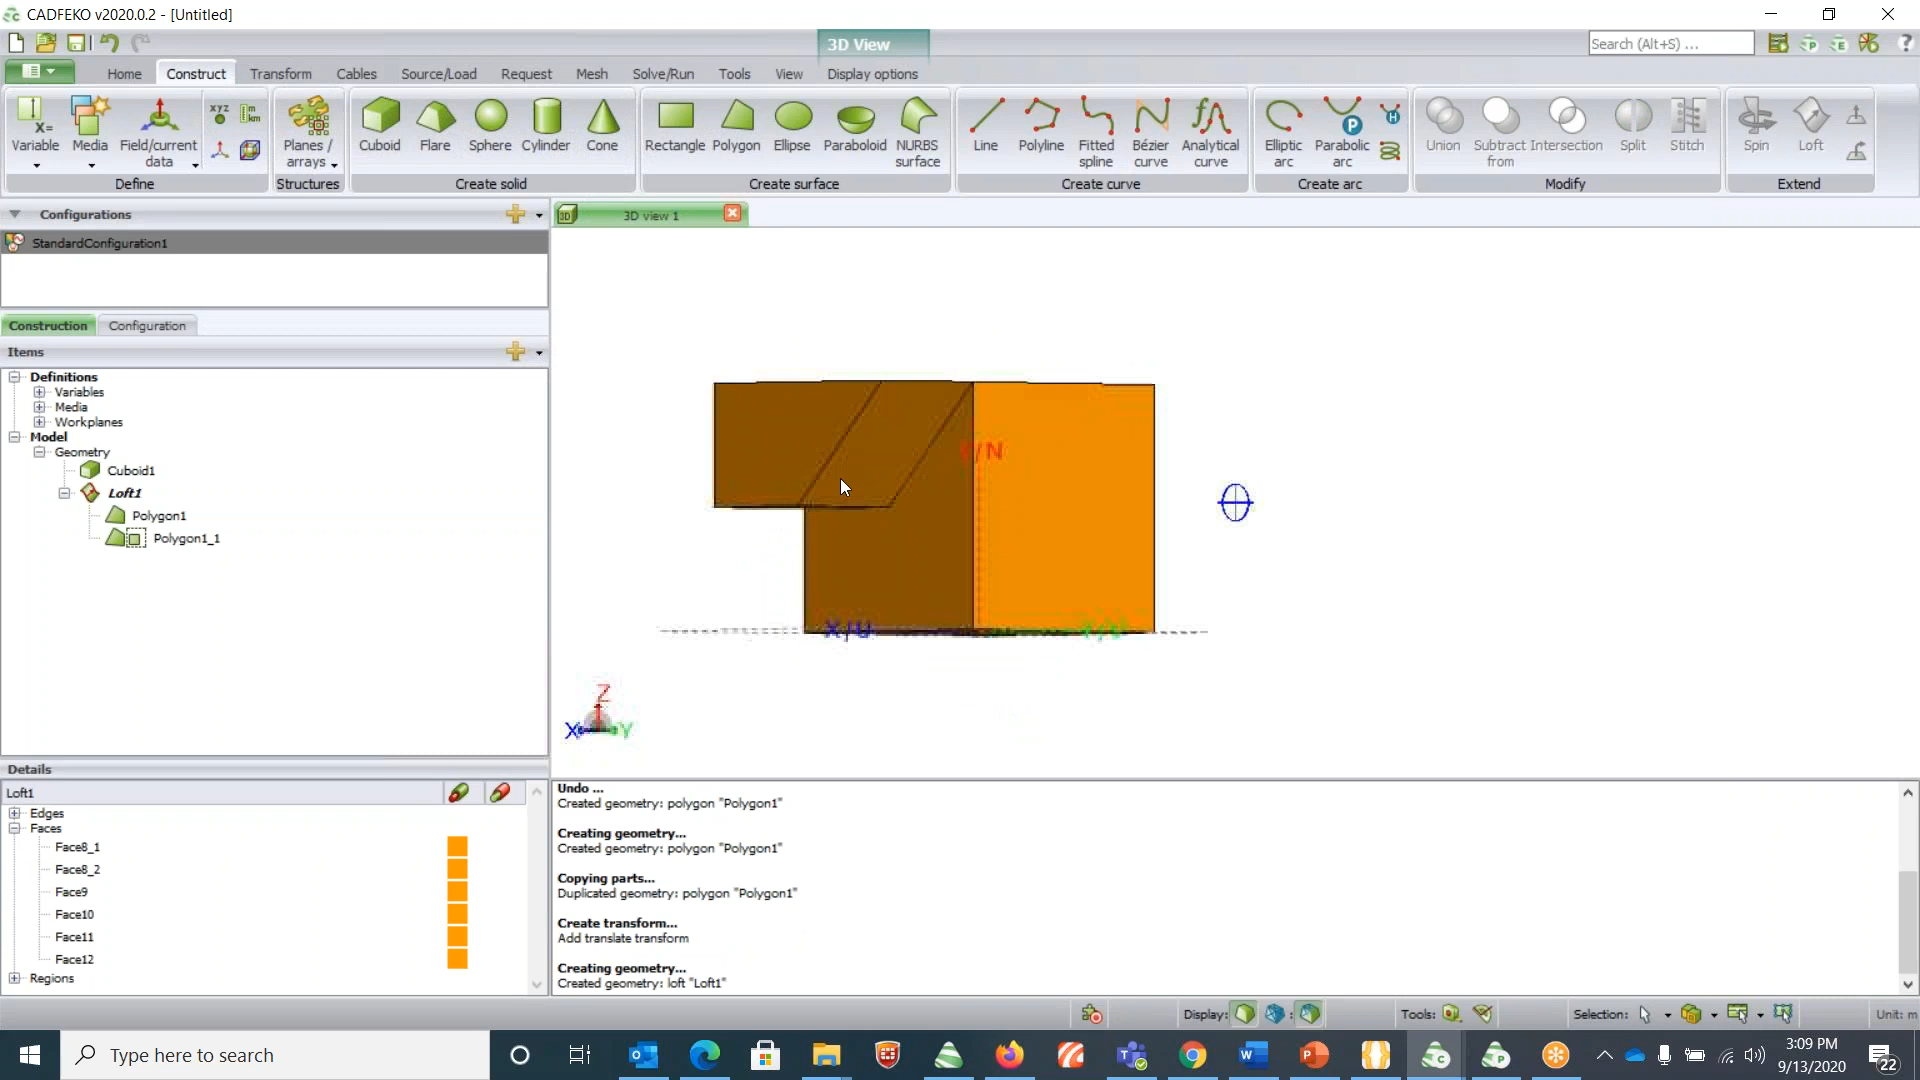 CADFEKO v2020.0.2 - [Untitled]
3D View
Search (Alt+S) ...
Home Construct Transform Cables Source/Load Request Mesh Solve/Run Tools View Display options
Variable Media Field/current data
Define
Planes / arrays
Structures
Cuboid Flare Sphere Cylinder Cone
Create solid
Rectangle Polygon Ellipse Paraboloid NURBS surface
Create surface
Line Polyline Fitted spline Bézier curve Analytical curve
Create curve
Elliptic arc Parabolic arc
Create arc
Union Subtract from Intersection Split Stitch
Modify
Spin Loft
Extend
Configurations
StandardConfiguration1
3D view 1
Construction Configuration
Items
Definitions
Variables
Media
Workplanes
Model
Geometry
Cuboid1
Loft1
Polygon1
Polygon1_1
Z
X Y
Details
Loft1
Edges
Faces
Face8_1
Face8_2
Face9
Face10
Face11
Face12
Regions
Undo ...
Created geometry: polygon "Polygon1"
Creating geometry...
Created geometry: polygon "Polygon1"
Copying parts...
Duplicated geometry: polygon "Polygon1"
Create transform...
Add translate transform
Creating geometry...
Created geometry: loft "Loft1"
Display: Tools: Selection: Unit: m
Type here to search
3:09 PM
9/13/2020
22